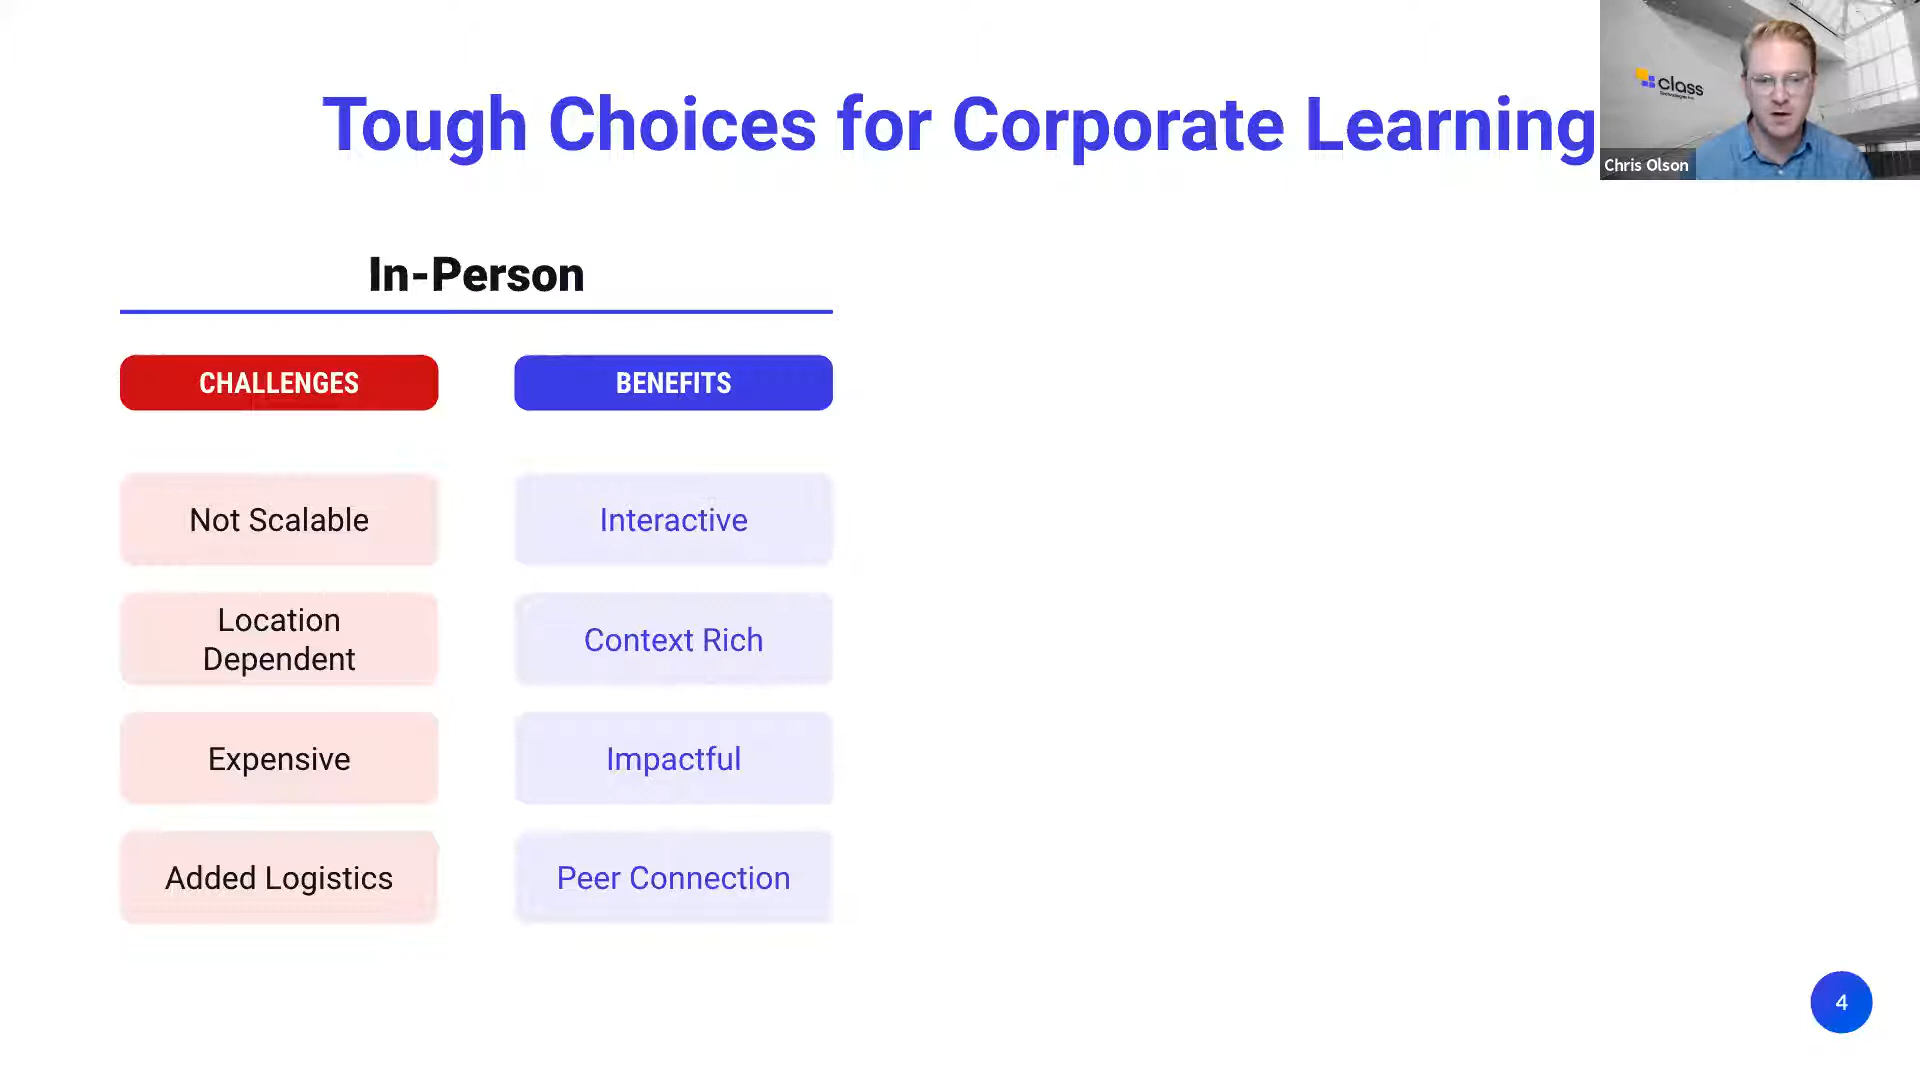 Tough Choices for Corporate Learning
class
Chris Olson
In-Person
CHALLENGES
BENEFITS
Not Scalable
Interactive
Location
Dependent
Context Rich
Expensive
Impactful
Added Logistics
Peer Connection
4